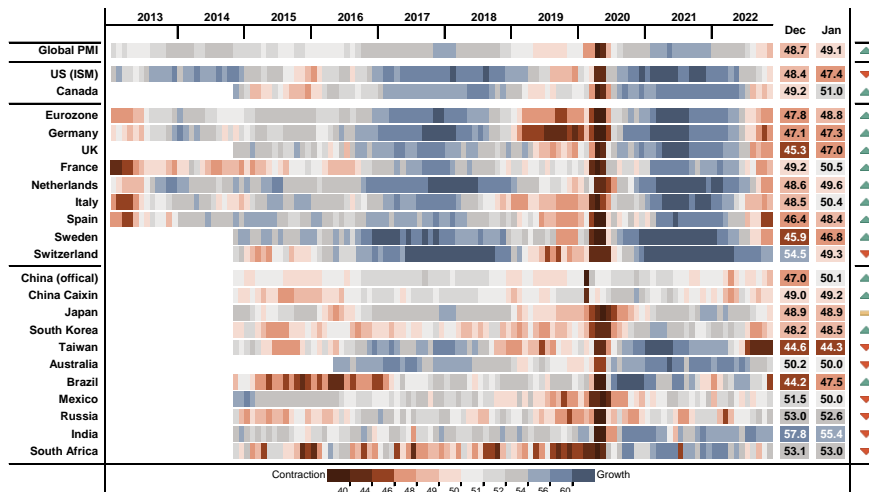 2013 2014 2015 2016 2017 2018 2019 2020 2021 2022
Dec Jan
Global PMI 48.7 49.1
US (ISM) 48.4 47.4
Canada 49.2 51.0
Eurozone 47.8 48.8
Germany 47.1 47.3
UK 45.3 47.0
France 49.2 50.5
Netherlands 48.6 49.6
Italy 48.5 50.4
Spain 46.4 48.4
Sweden 45.9 46.8
Switzerland 54.5 49.3
China (offical) 47.0 50.1
China Caixin 49.0 49.2
Japan 48.9 48.9
South Korea 48.2 48.5
Taiwan 44.6 44.3
Australia 50.2 50.0
Brazil 44.2 47.5
Mexico 51.5 50.0
Russia 53.0 52.6
India 57.8 55.4
South Africa 53.1 53.0
Contraction Growth
40 44 46 48 49 50 51 52 54 56 60